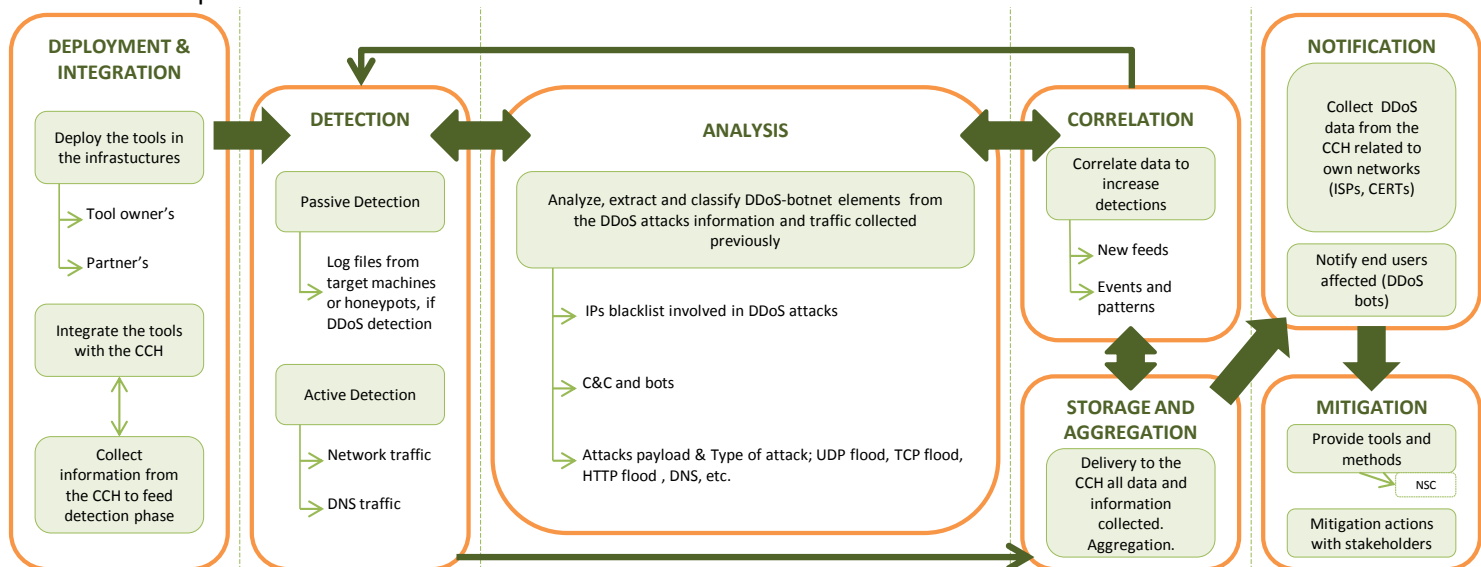 DEPLOYMENT &
INTEGRATION
Deploy the tools in
the infrastuctures
Tool owner's
Partner's
Integrate the tools
with the CCH
Collect
information from
the CCH to feed
detection phase
DETECTION
Passive Detection
Log files from
target machines
or honeypots, if
DDoS detection
Active Detection
Network traffic
DNS traffic
ANALYSIS
Analyze, extract and classify DDoS-botnet elements from
the DDoS attacks information and traffic collected
previously
IPs blacklist involved in DDoS attacks
C&C and bots
Attacks payload & Type of attack; UDP flood, TCP flood,
HTTP flood , DNS, etc.
CORRELATION
Correlate data to
increase
detections
New feeds
Events and
patterns
STORAGE AND
AGGREGATION
Delivery to the
CCH all data and
information
collected.
Aggregation.
NOTIFICATION
Collect DDoS
data from the
CCH related to
own networks
(ISPs, CERTs)
Notify end users
affected (DDoS
bots)
MITIGATION
Provide tools and
methods
NSC
Mitigation actions
with stakeholders